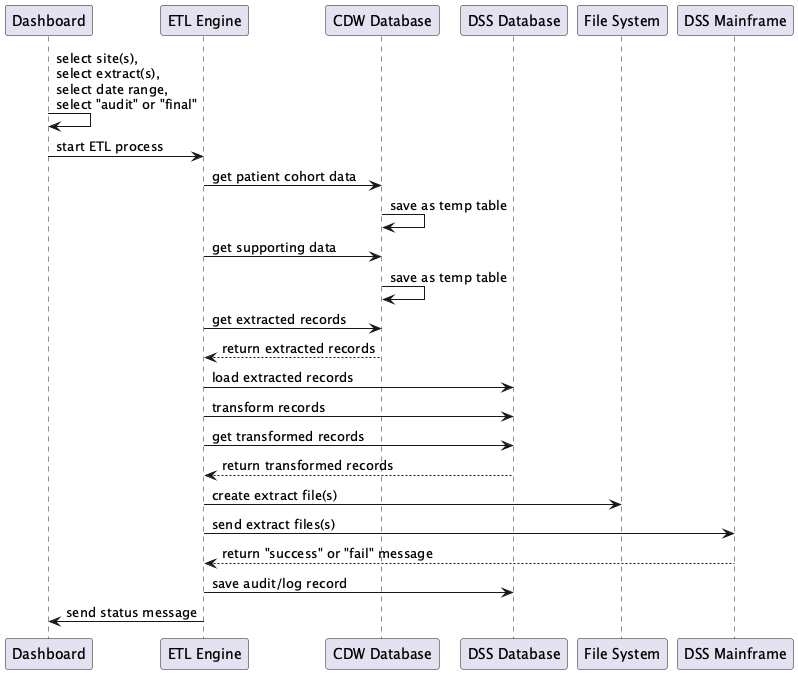 Dashboard ETL Engine CDW Database DSS Database File System DSS Mainframe
select site(s),
select extract(s),
select date range,
select "audit" or "final"
start ETL process
get patient cohort data
save as temp table
get supporting data
save as temp table
get extracted records
return extracted records
load extracted records
transform records
get transformed records
return transformed records
create extract file(s)
send extract files(s)
return "success" or "fail" message
save audit/log record
send status message
Dashboard ETL Engine CDW Database DSS Database File System DSS Mainframe